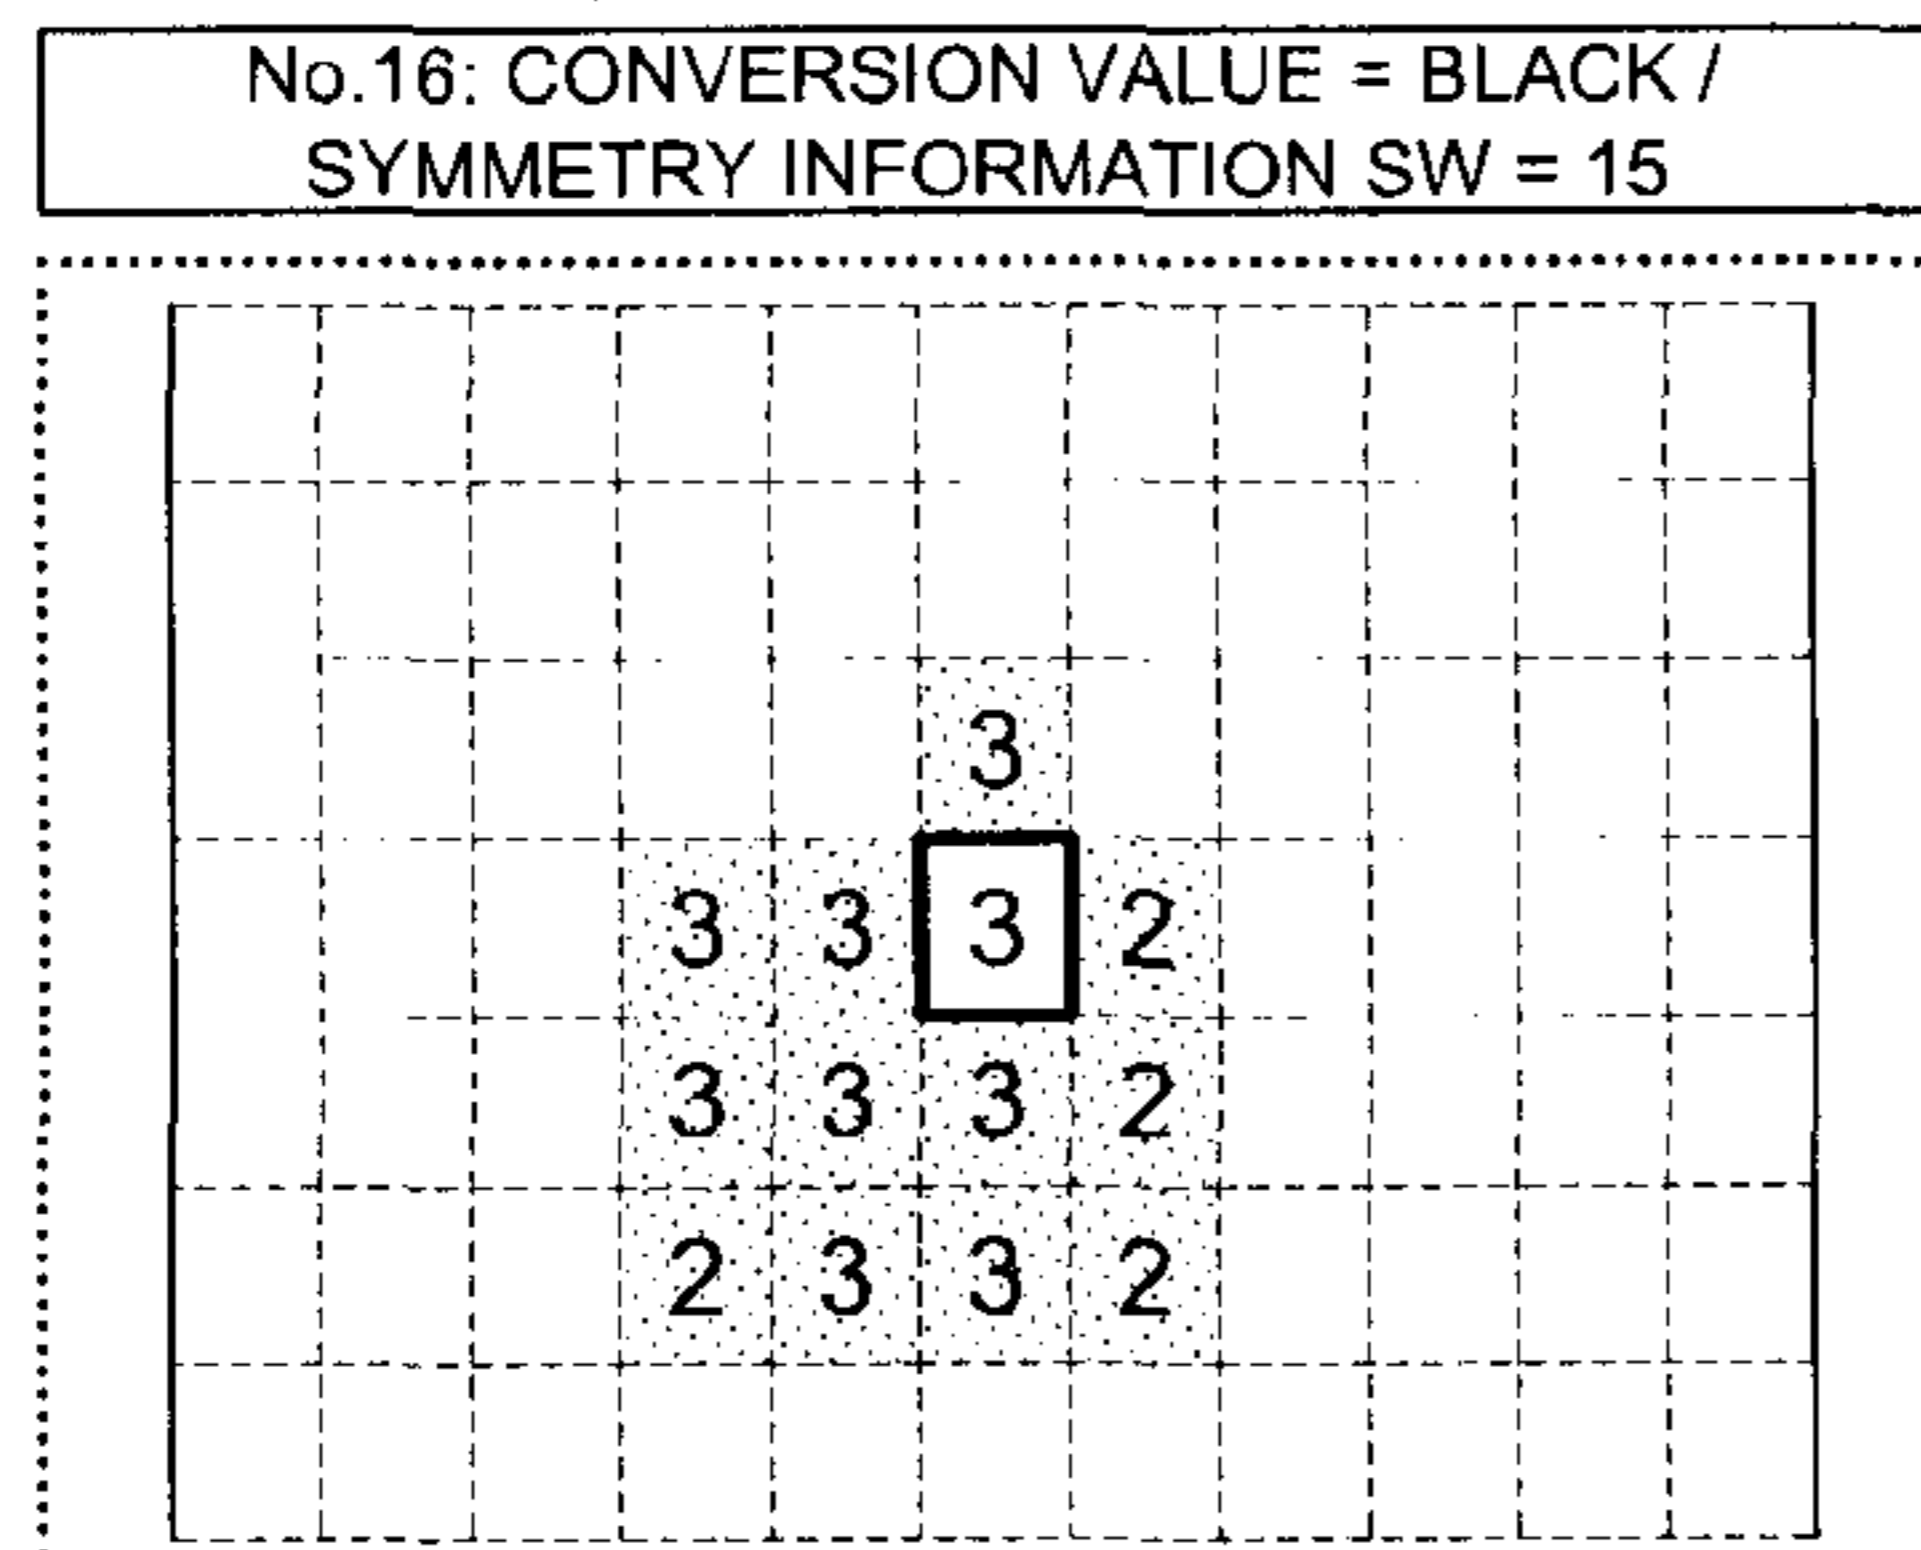 No.16: CONVERSION VALUE = BLACK /
SYMMETRY INFORMATION SW = 15
3
3 3 3 2
3 3 3 2
2 3 3 2